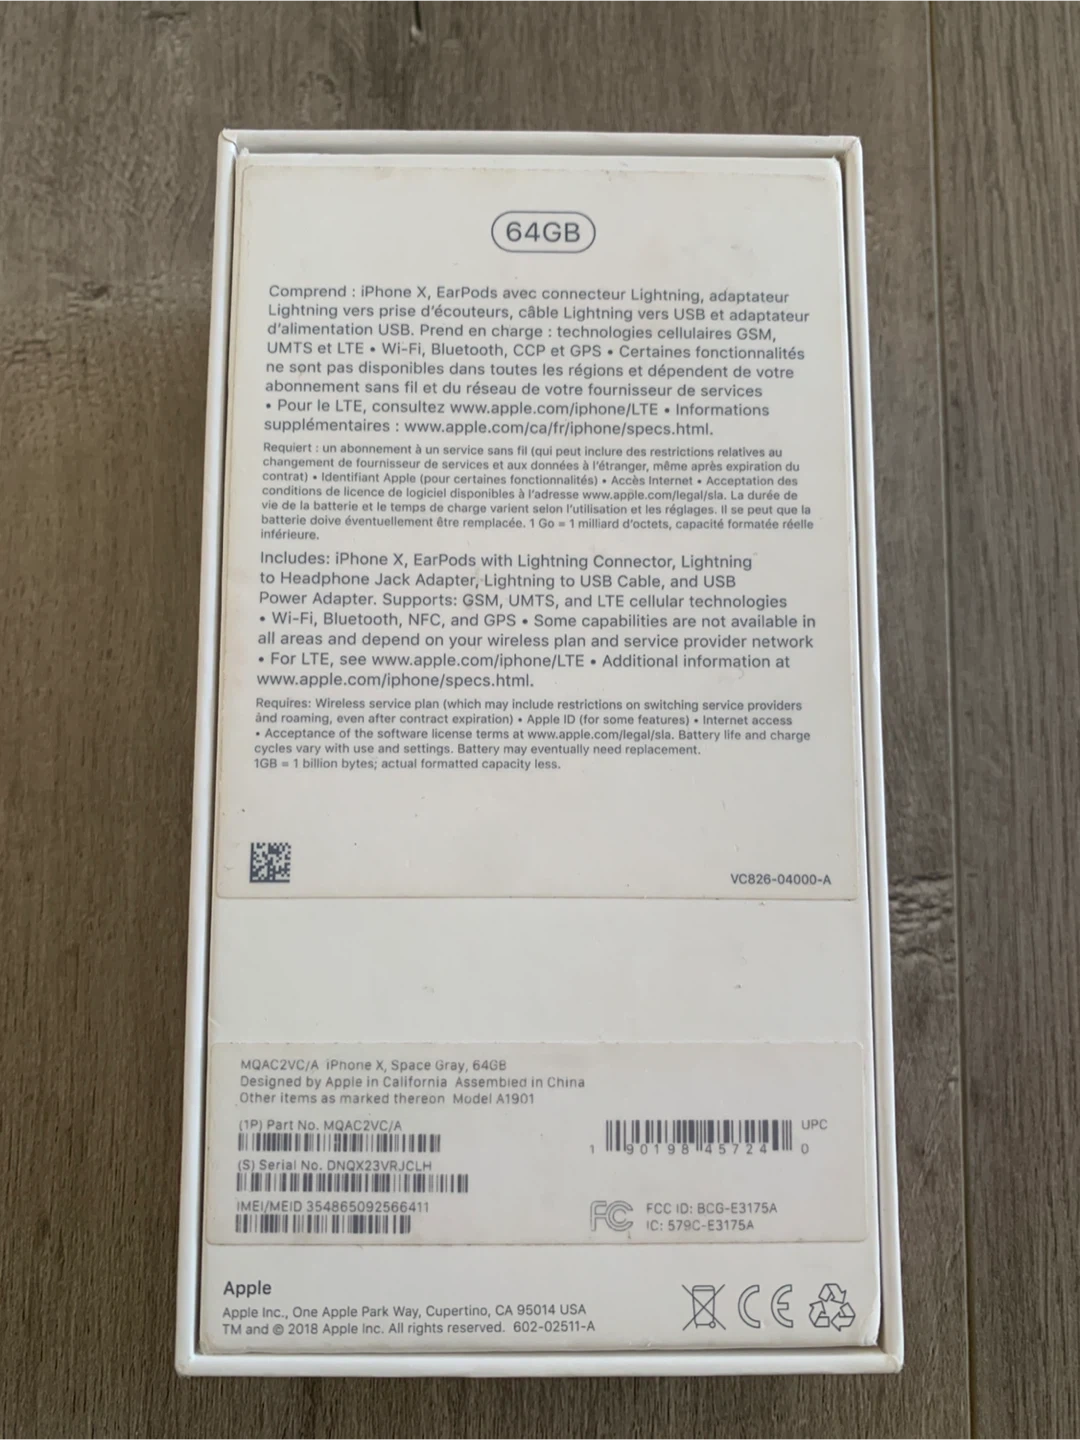 64GB
Comprend : iPhone X, EarPods avec connecteur Lightning, adaptateur
Lightning vers prise d'écouteurs, câble Lightning vers USB et adaptateur
d'alimentation USB. Prend en charge : technologies cellulaires GSM,
UMTS et LTE • Wi-Fi, Bluetooth, CCP et GPS • Certaines fonctionnalités
ne sont pas disponibles dans toutes les régions et dépendent de votre
abonnement sans fil et du réseau de votre fournisseur de services
• Pour le LTE, consultez www.apple.com/iphone/LTE • Informations
supplémentaires : www.apple.com/ca/fr/iphone/specs.html.
Requiert : un abonnement à un service sans fil (qui peut inclure des restrictions relatives au
changement de fournisseur de services et aux données à l'étranger, même après expiration du
contrat) • Identifiant Apple (pour certaines fonctionnalités) • Accès Internet • Acceptation des
conditions de licence de logiciel disponibles à l'adresse www.apple.com/legal/sla. La durée de
vie de la batterie et le temps de charge varient selon l'utilisation et les réglages. Il se peut que la
batterie doive éventuellement être remplacée. 1 Go = 1 milliard d'octets, capacité formatée réelle
inférieure.
Includes: iPhone X, EarPods with Lightning Connector, Lightning
to Headphone Jack Adapter, Lightning to USB Cable, and USB
Power Adapter. Supports: GSM, UMTS, and LTE cellular technologies
• Wi-Fi, Bluetooth, NFC, and GPS • Some capabilities are not available in
all areas and depend on your wireless plan and service provider network
• For LTE, see www.apple.com/iphone/LTE • Additional information at
www.apple.com/iphone/specs.html.
Requires: Wireless service plan (which may include restrictions on switching service providers
and roaming, even after contract expiration) • Apple ID (for some features) • Internet access
• Acceptance of the software license terms at www.apple.com/legal/sla. Battery life and charge
cycles vary with use and settings. Battery may eventually need replacement.
1GB = 1 billion bytes; actual formatted capacity less.
VC826-04000-A
MQAC2VC/A iPhone X, Space Gray, 64GB
Designed by Apple in California Assembled in China
Other items as marked thereon Model A1901
(1P) Part No. MQAC2VC/A
UPC
1 90198 45724 0
(S) Serial No. DNQX23VRJCLH
IMEI/MEID 354865092566411
FC
FCC ID: BCG-E3175A
IC: 579C-E3175A
Apple
Apple Inc., One Apple Park Way, Cupertino, CA 95014 USA
TM and © 2018 Apple Inc. All rights reserved. 602-02511-A
CE